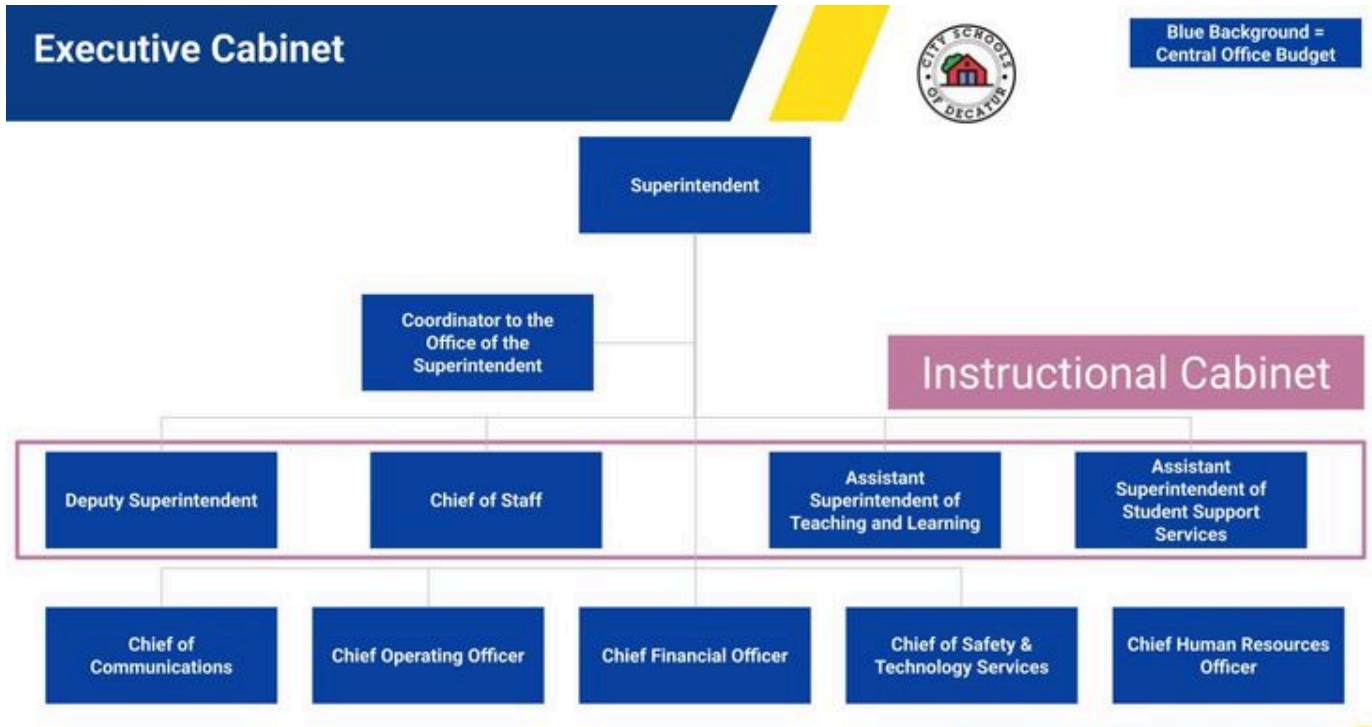 Executive Cabinet
CITY SCHOOLS
OF DECATUR
Blue Background =
Central Office Budget
Superintendent
Coordinator to the
Office of the
Superintendent
Instructional Cabinet
Deputy Superintendent
Chief of Staff
Assistant
Superintendent of
Teaching and Learning
Assistant
Superintendent of
Student Support
Services
Chief of
Communications
Chief Operating Officer
Chief Financial Officer
Chief of Safety &
Technology Services
Chief Human Resources
Officer